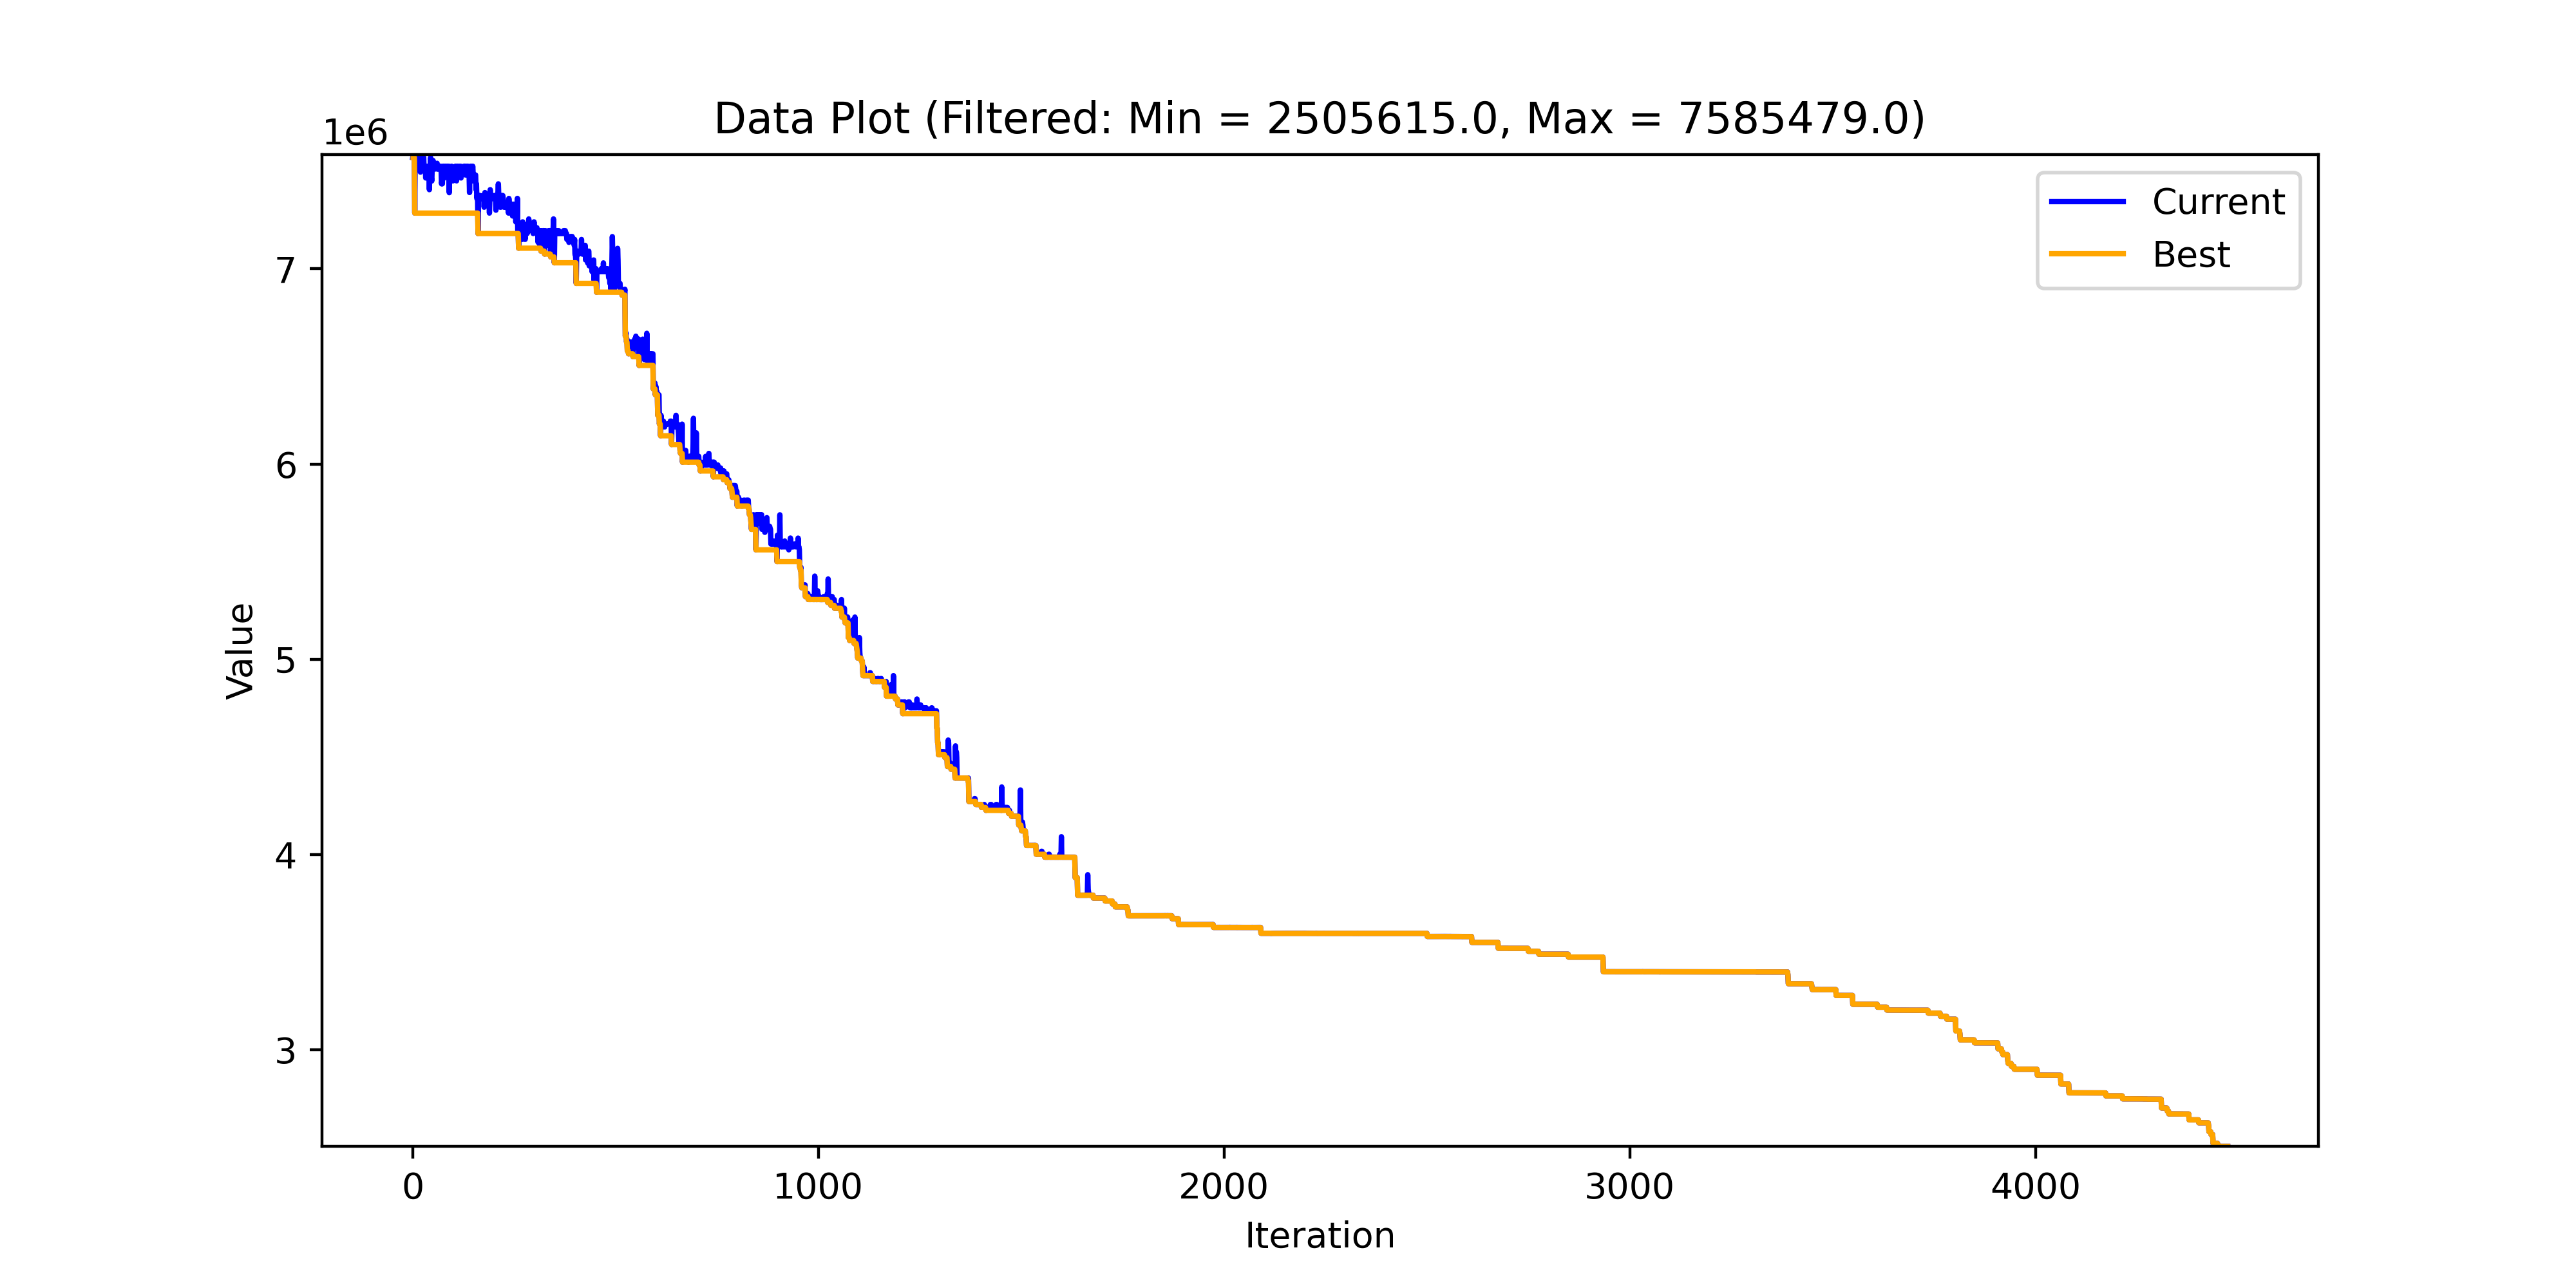 Data Plot (Filtered: Min = 2505615.0, Max = 7585479.0)
1e6
Current
Best
7
6
5
4
3
Value
0 1000 2000 3000 4000
Iteration